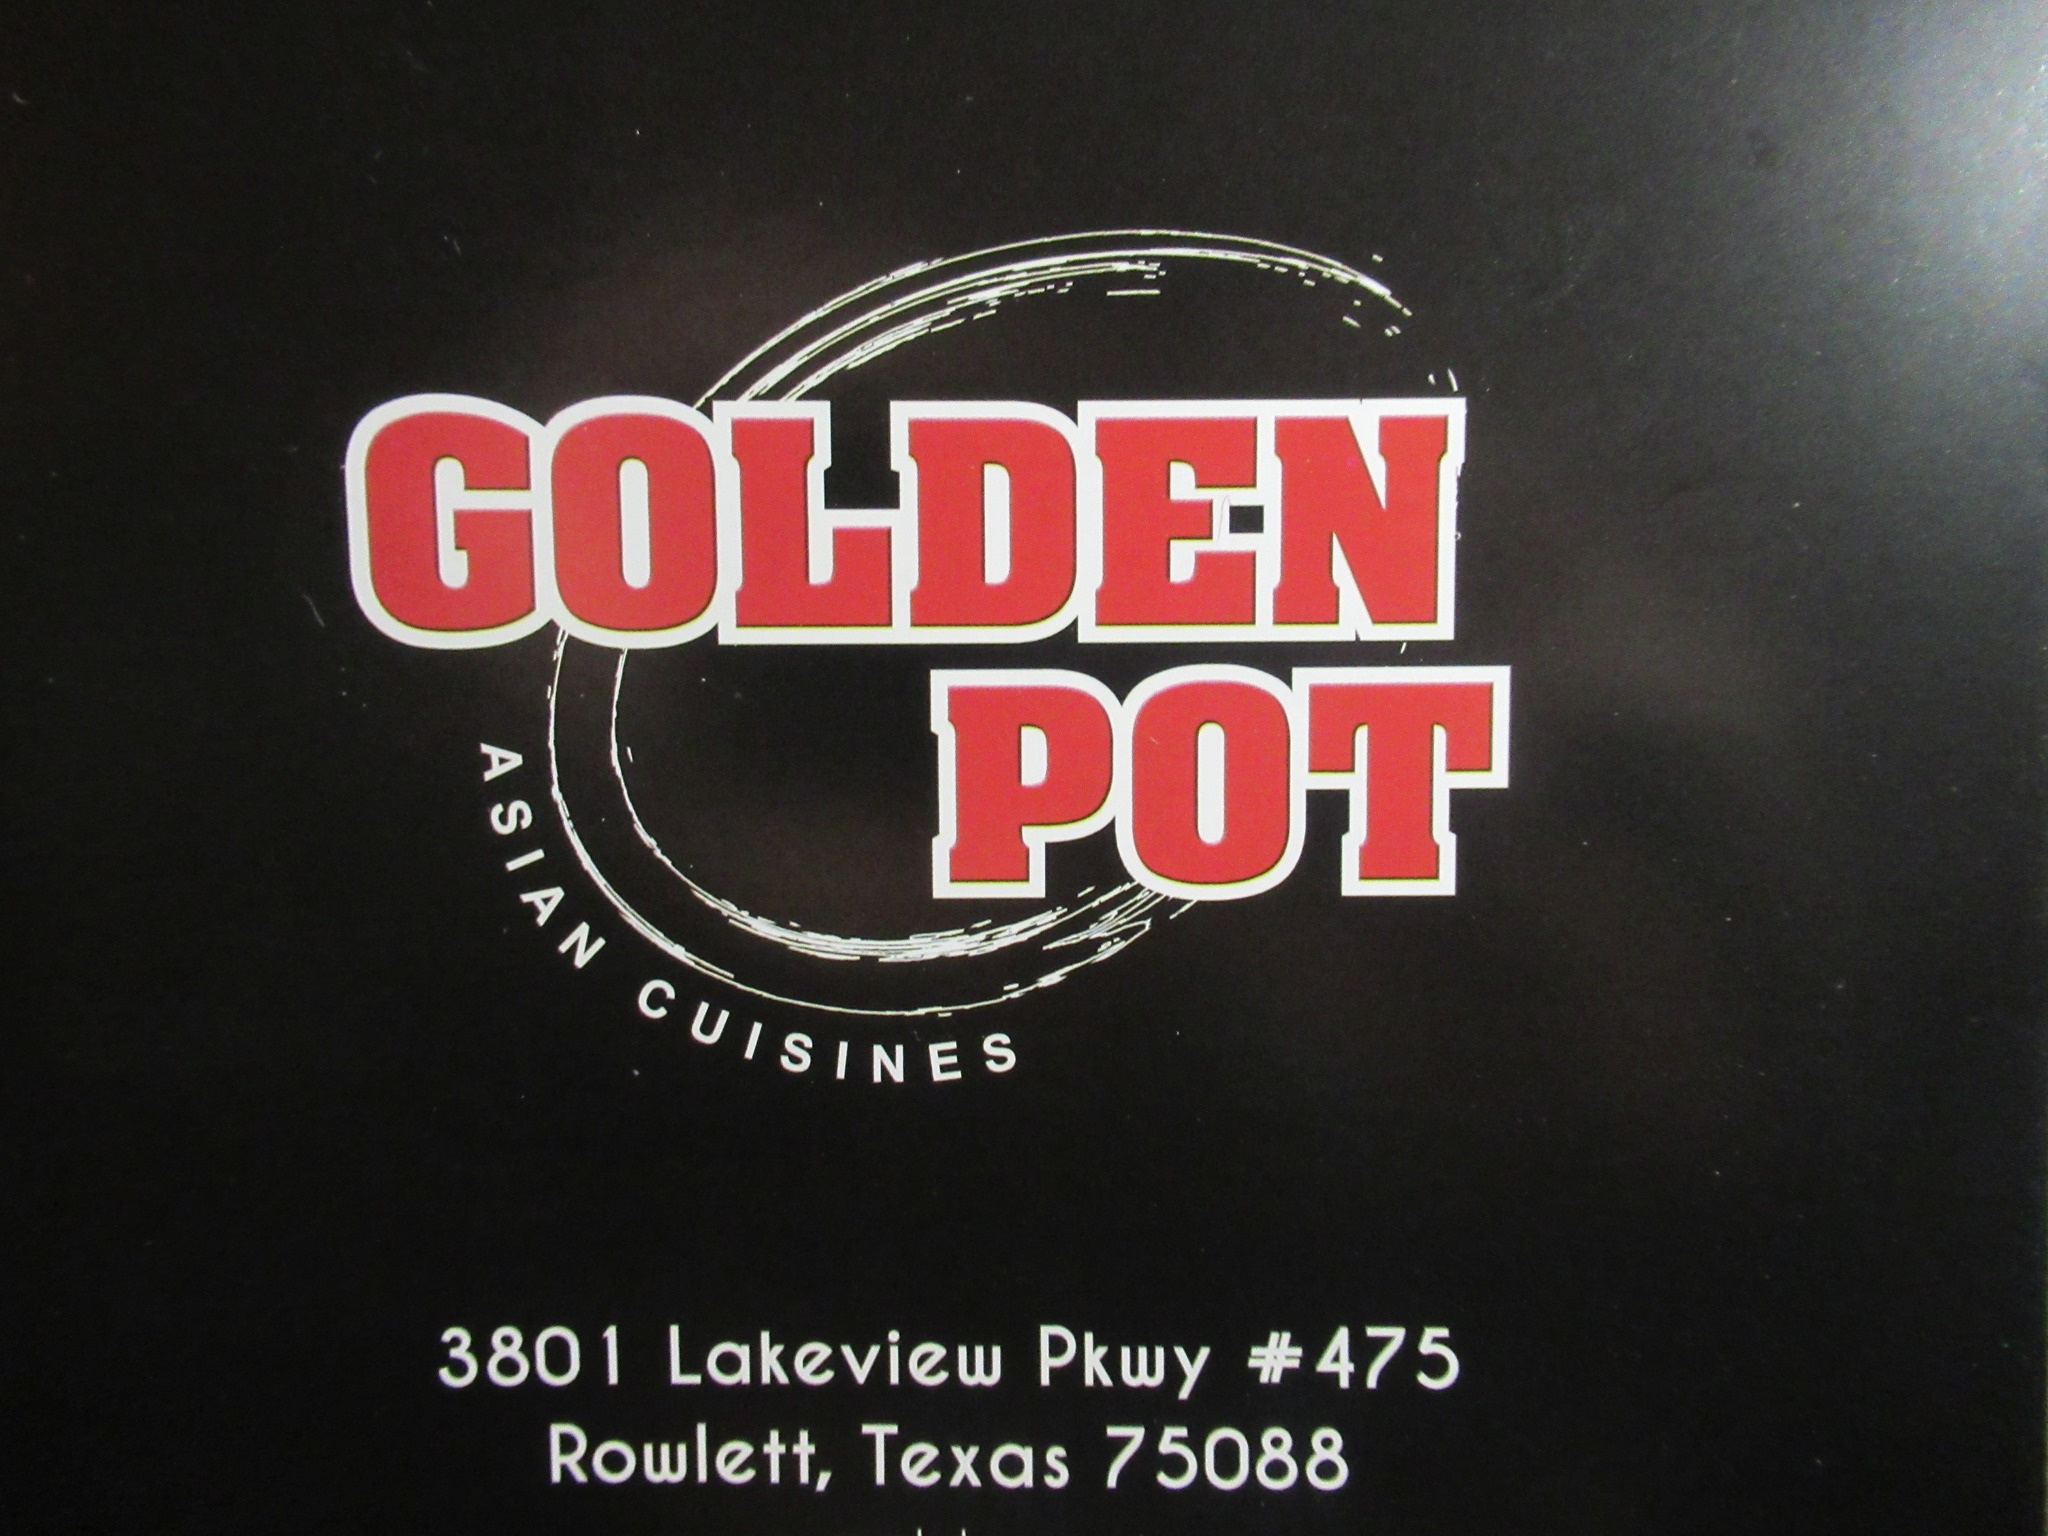 GOLDEN
POT
ASIAN CUISINES
3801 Lakeview Pkwy #475
Rowlett, Texas 75088